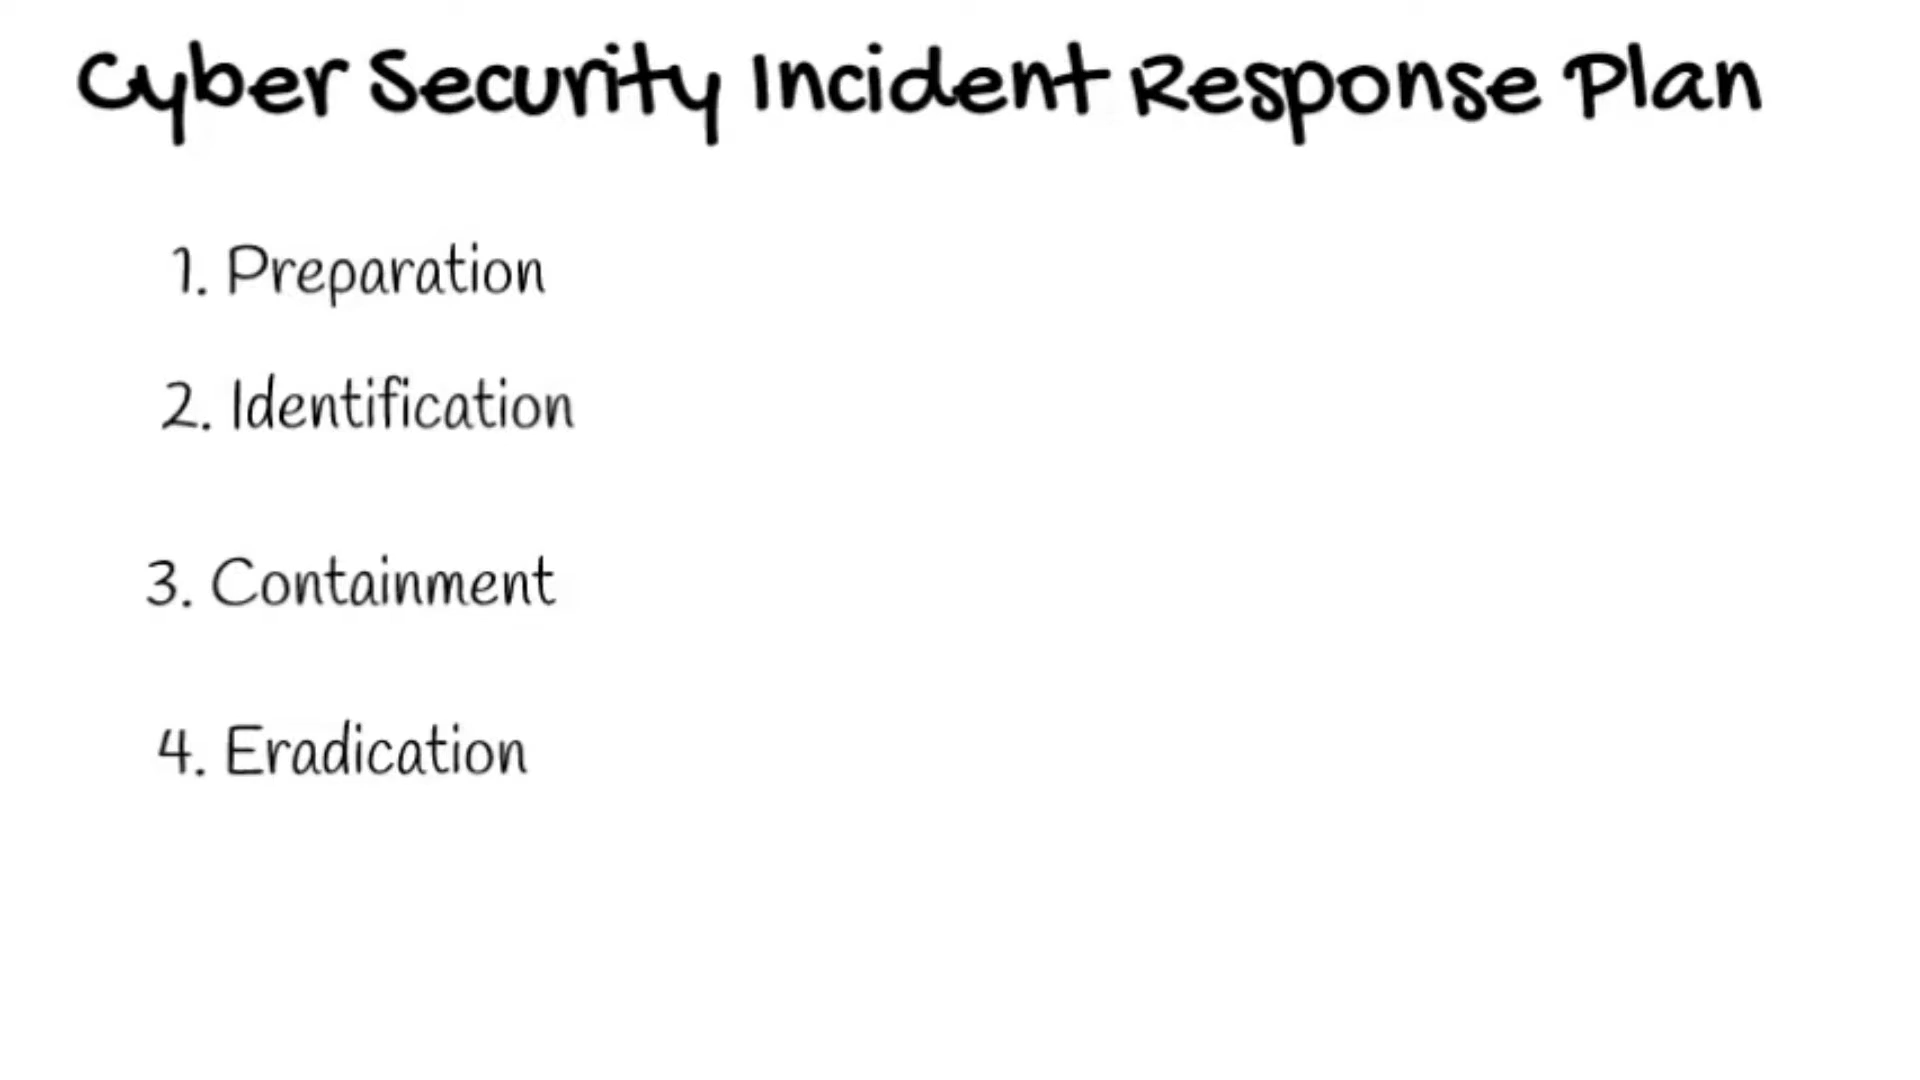 Cyber Security Incident Response Plan
1. Preparation
2. Identification
3. Containment
4. Eradication